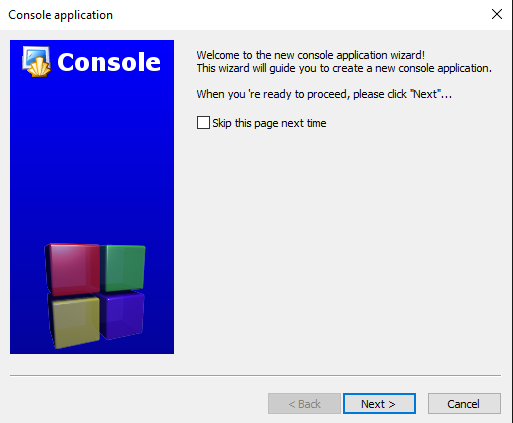 Console application
Console
Welcome to the new console application wizard!
This wizard will guide you to create a new console application.
When you 're ready to proceed, please click "Next"...
Skip this page next time
< Back
Next >
Cancel